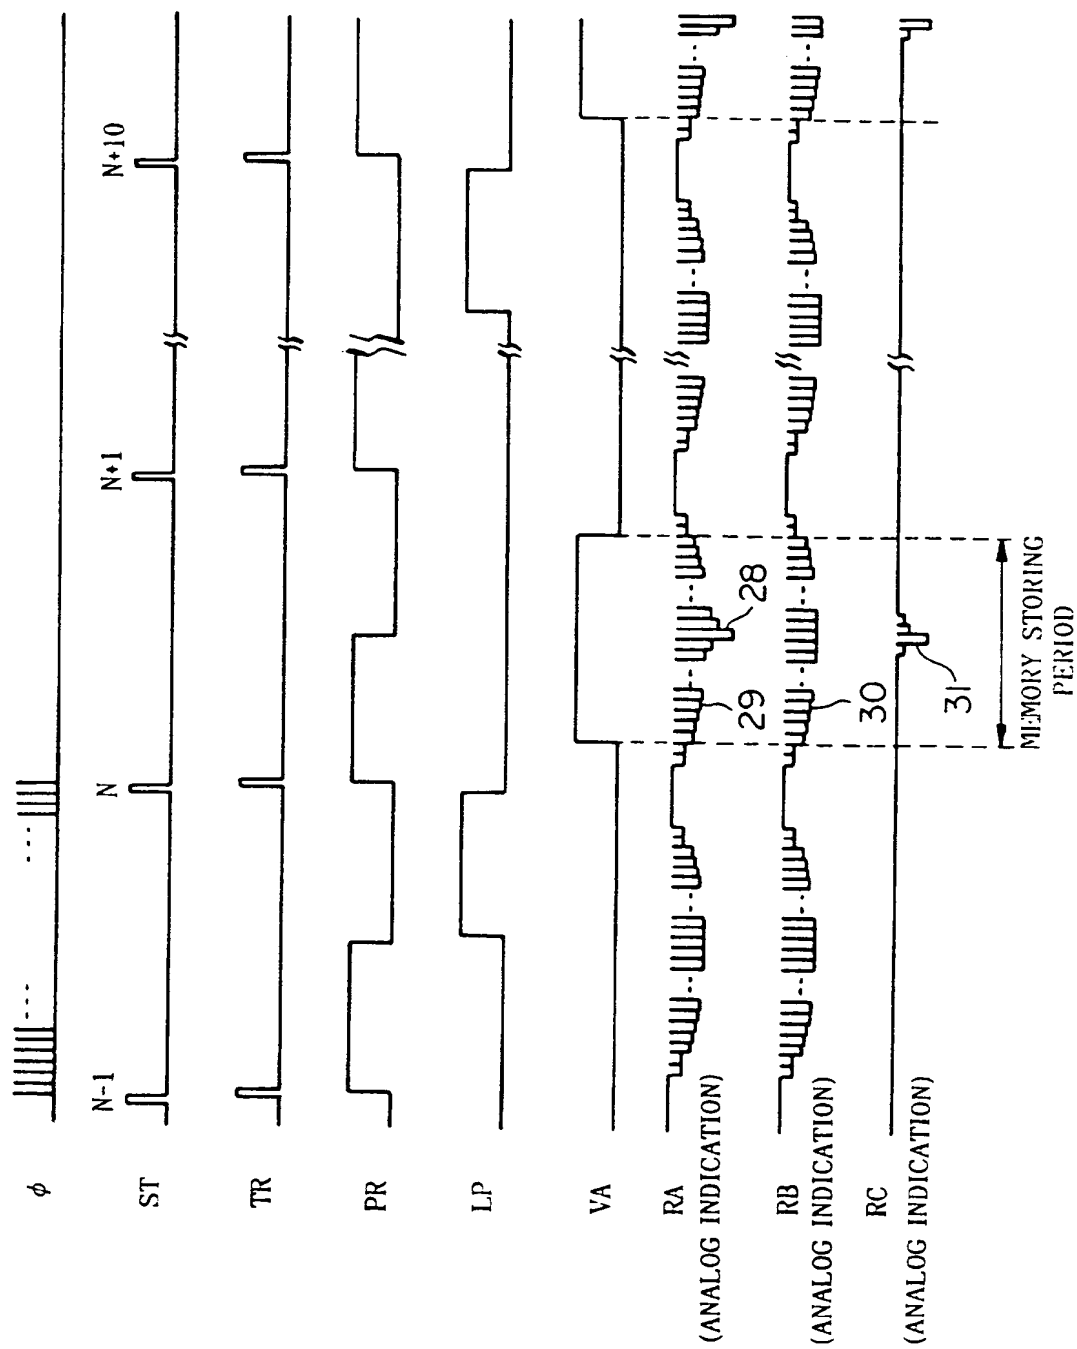 φ
N-1
N
N+1
N+10
ST
TR
PR
LP
VA
RA
(ANALOG INDICATION)
29
28
RB
(ANALOG INDICATION)
30
RC
(ANALOG INDICATION)
31
MEMORY STORING
PERIOD